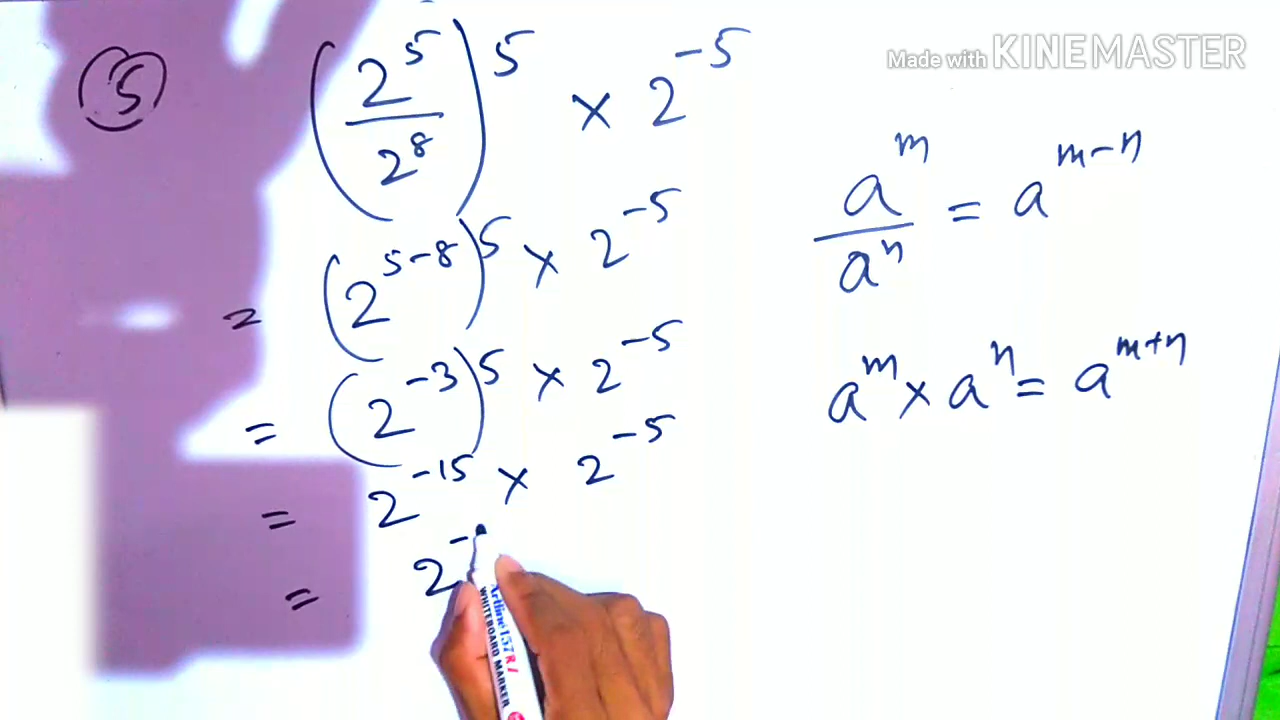 Made with KINEMASTER
(5) (2^5/2^8)^5 × 2^-5
= (2^5-8)^5 × 2^-5
= (2^-3)^5 × 2^-5
= 2^-15 × 2^-5
= 2^-
a^m/a^n = a^m-n
a^m × a^n = a^m+n
Artline 157R
WHITEBOARD MARKER